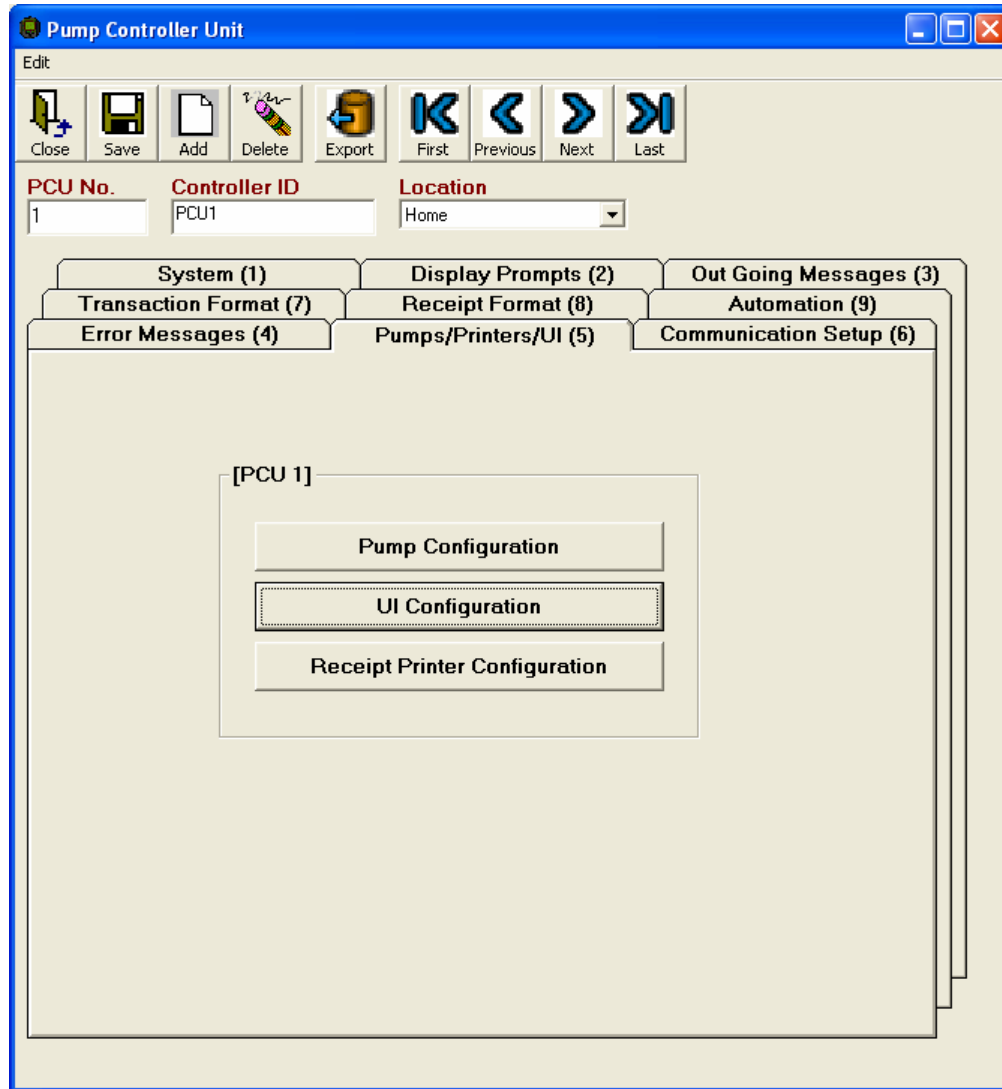 Pump Controller Unit
Edit
Close Save Add Delete Export First Previous Next Last
PCU No. Controller ID Location
1 PCU1 Home
System (1) Display Prompts (2) Out Going Messages (3)
Transaction Format (7) Receipt Format (8) Automation (9)
Error Messages (4) Pumps/Printers/UI (5) Communication Setup (6)
[PCU 1]
Pump Configuration
UI Configuration
Receipt Printer Configuration